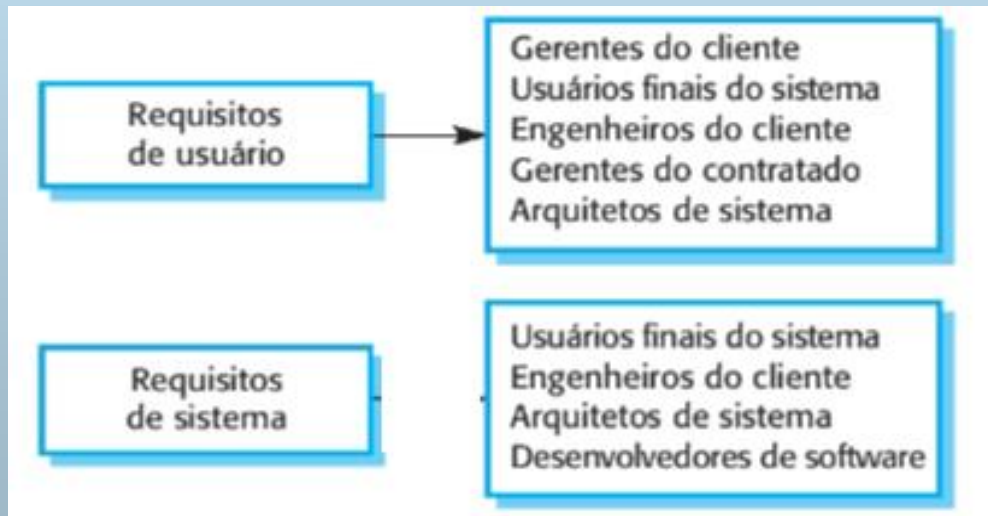 Requisitos
de usuário
Gerentes do cliente
Usuários finais do sistema
Engenheiros do cliente
Gerentes do contratado
Arquitetos de sistema
Requisitos
de sistema
Usuários finais do sistema
Engenheiros do cliente
Arquitetos de sistema
Desenvolvedores de software